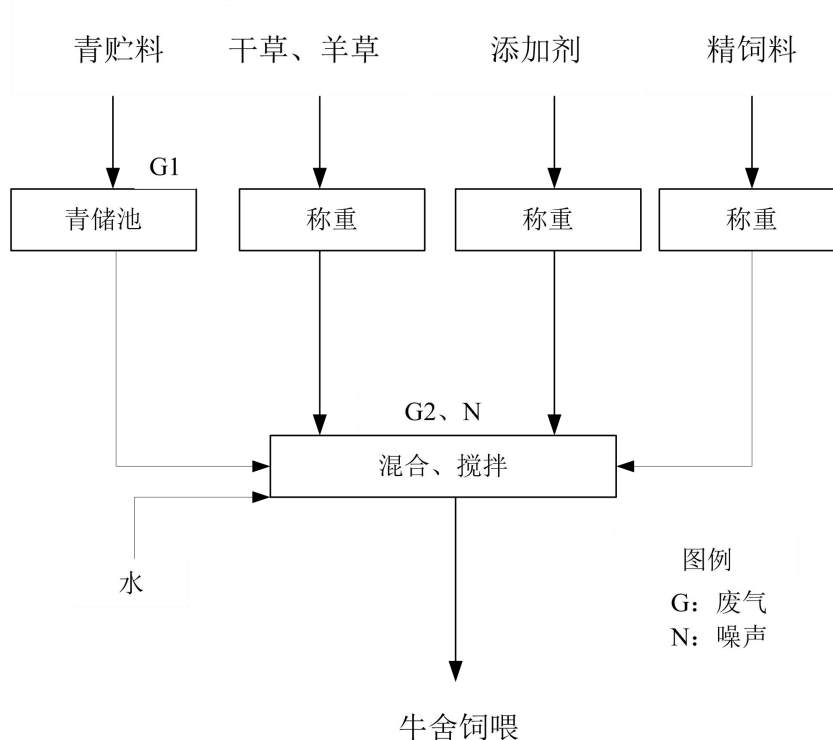 青贮料
干草、羊草
添加剂
精饲料
G1
青储池
称重
称重
称重
G2、N
混合、搅拌
水
图例
G：废气
N：噪声
牛舍饲喂